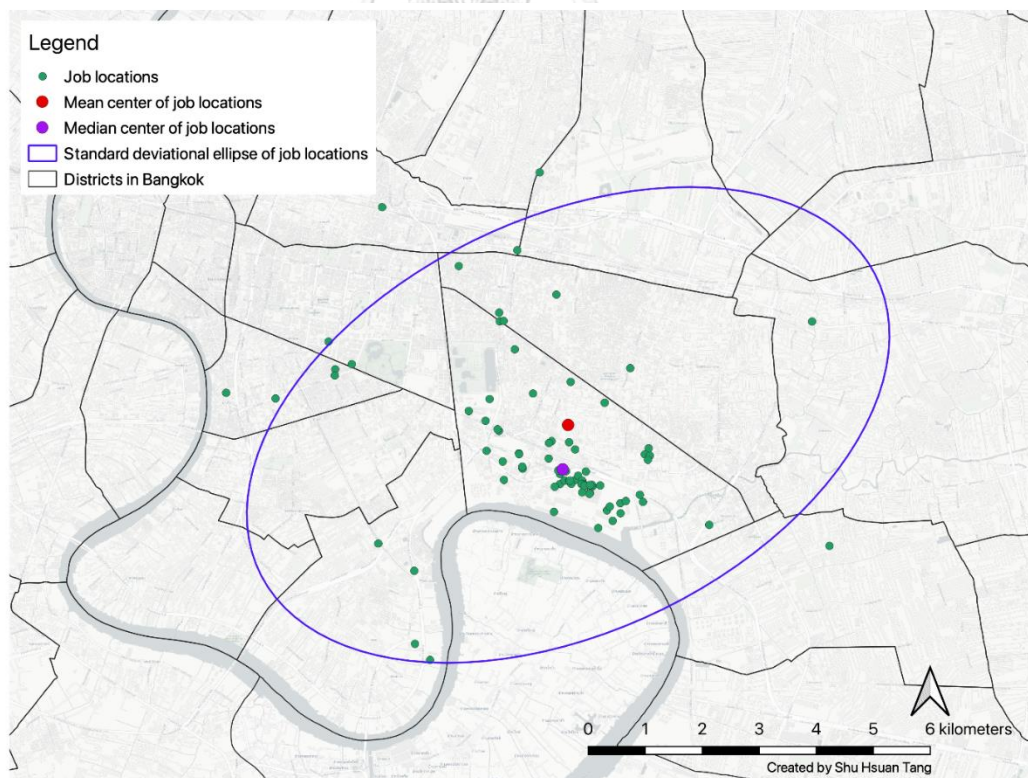 Legend
Job locations
Mean center of job locations
Median center of job locations
Standard deviational ellipse of job locations
Districts in Bangkok
0 1 2 3 4 5 6 kilometers
Created by Shu Hsuan Tang